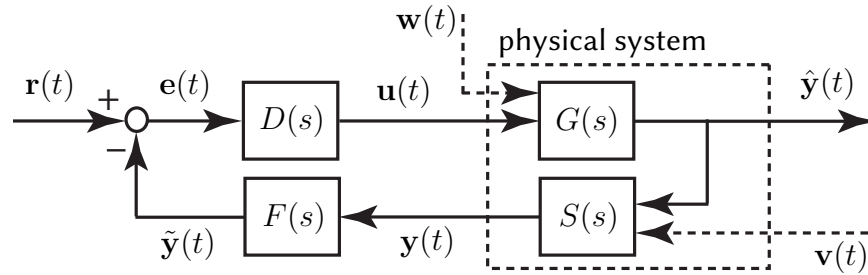 w(t)
physical system
r(t)
+
e(t)
D(s)
u(t)
G(s)
ŷ(t)
−
ỹ(t)
F(s)
y(t)
S(s)
v(t)